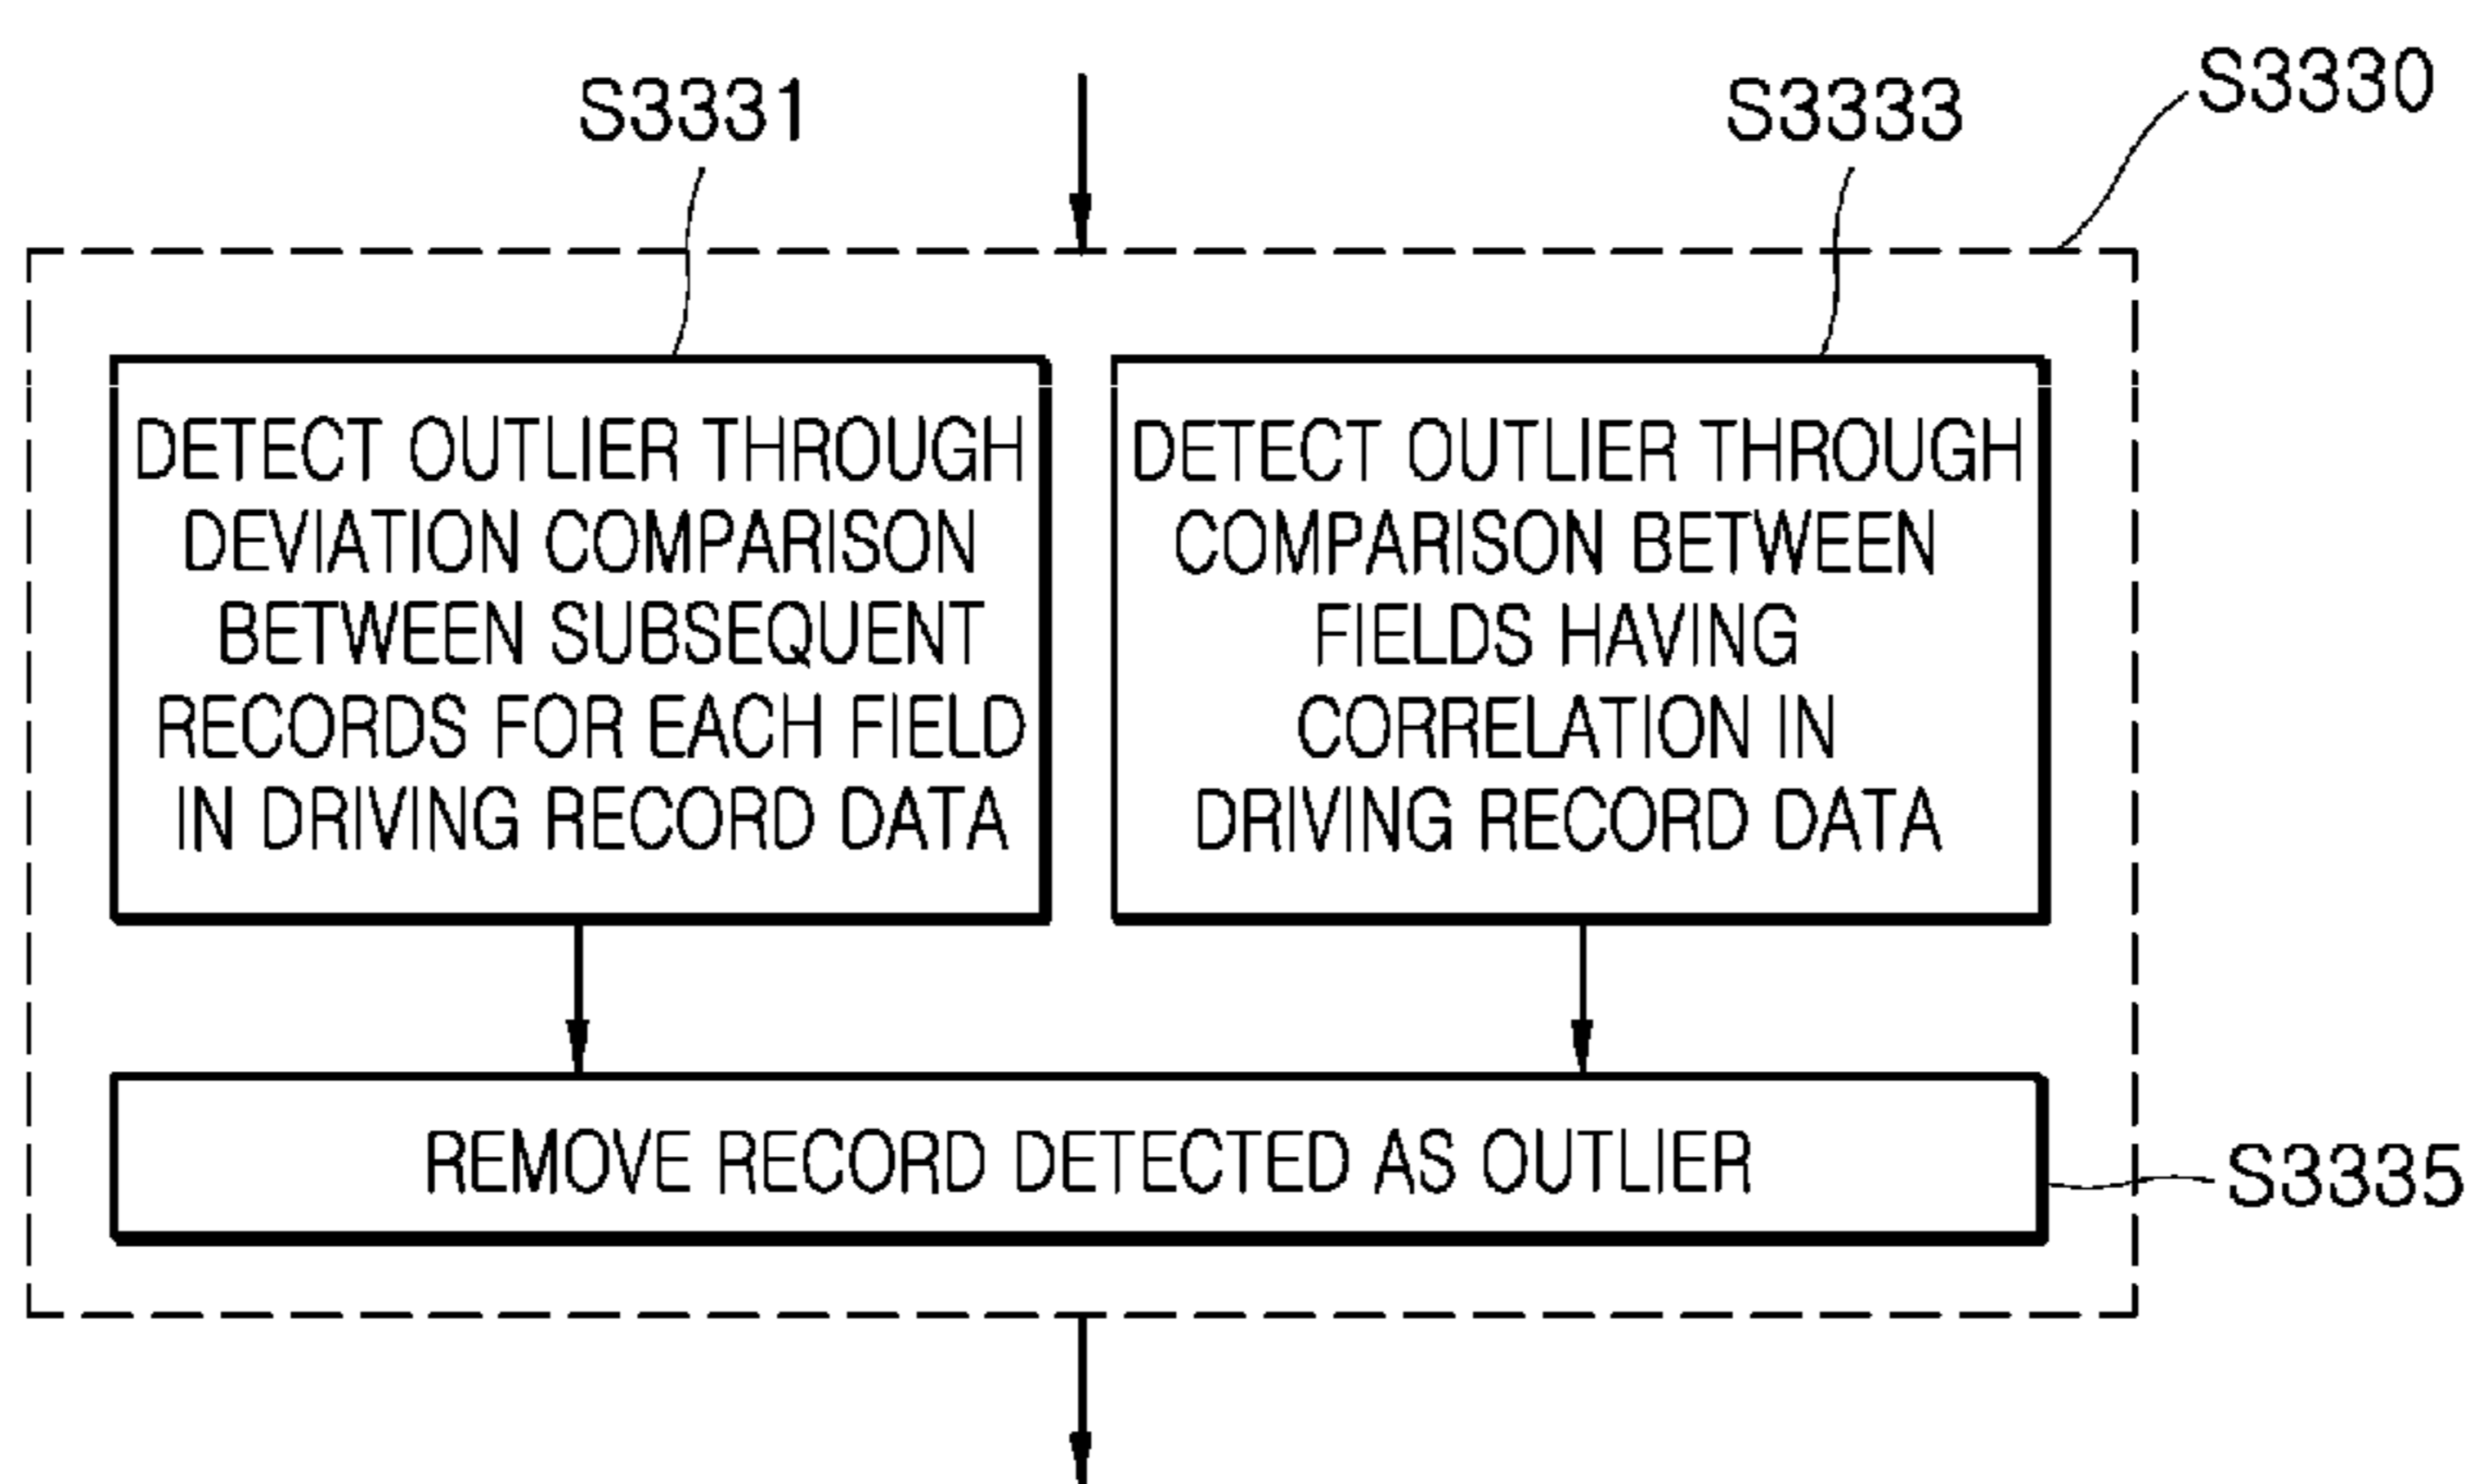 S3330
S3331
S3333
DETECT OUTLIER THROUGH
DEVIATION COMPARISON
BETWEEN SUBSEQUENT
RECORDS FOR EACH FIELD
IN DRIVING RECORD DATA
DETECT OUTLIER THROUGH
COMPARISON BETWEEN
FIELDS HAVING
CORRELATION IN
DRIVING RECORD DATA
REMOVE RECORD DETECTED AS OUTLIER
S3335